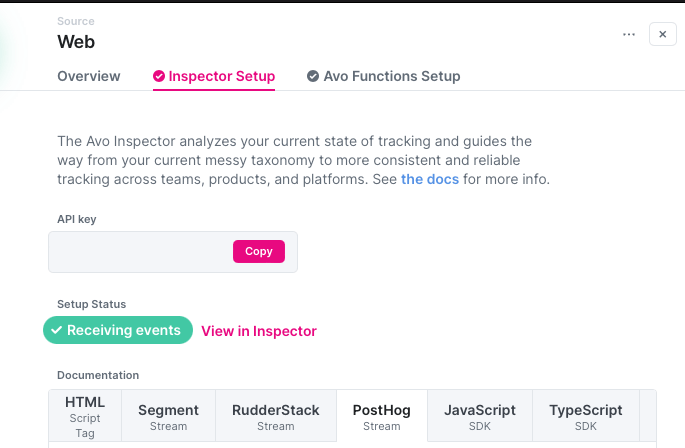 Source
Web
Overview
Inspector Setup
Avo Functions Setup
The Avo Inspector analyzes your current state of tracking and guides the
way from your current messy taxonomy to more consistent and reliable
tracking across teams, products, and platforms. See the docs for more info.
API key
Copy
Setup Status
Receiving events
View in Inspector
Documentation
HTML
Script
Tag
Segment
Stream
RudderStack
Stream
PostHog
Stream
JavaScript
SDK
TypeScript
SDK